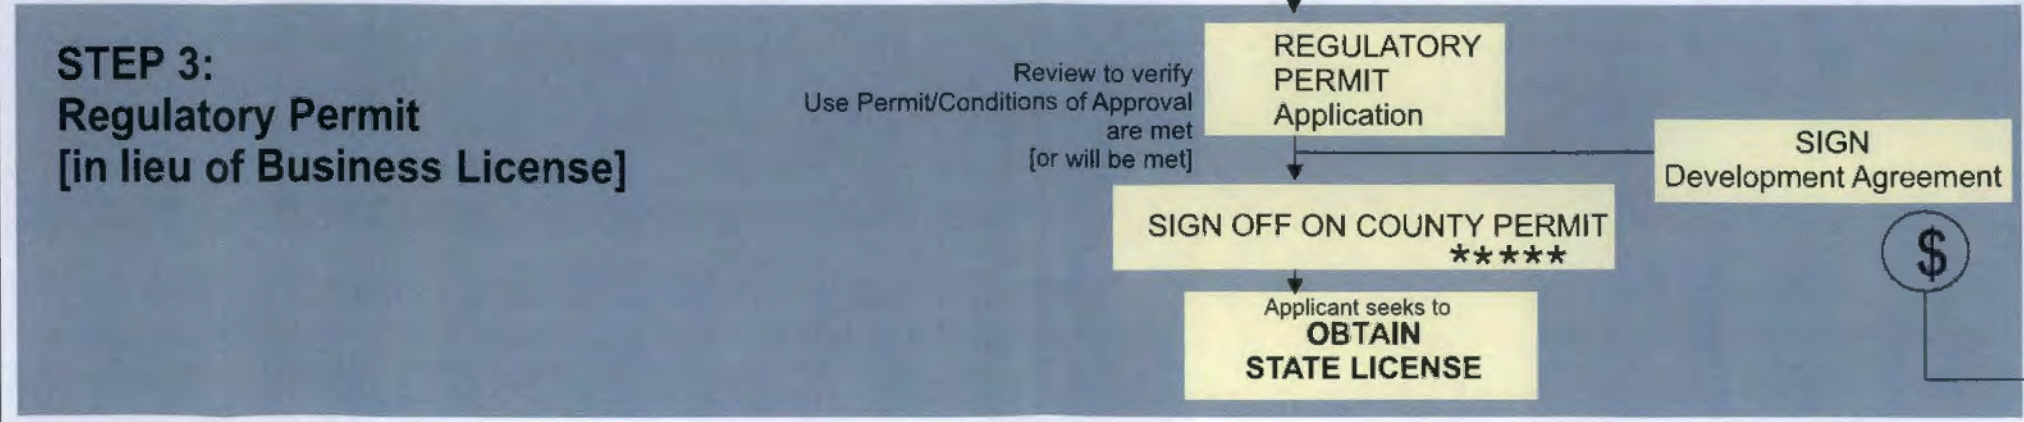 STEP 3:
Regulatory Permit
[in lieu of Business License]
Review to verify
Use Permit/Conditions of Approval
are met
[or will be met]
REGULATORY
PERMIT
Application
SIGN
Development Agreement
SIGN OFF ON COUNTY PERMIT
*****
$
Applicant seeks to
OBTAIN
STATE LICENSE